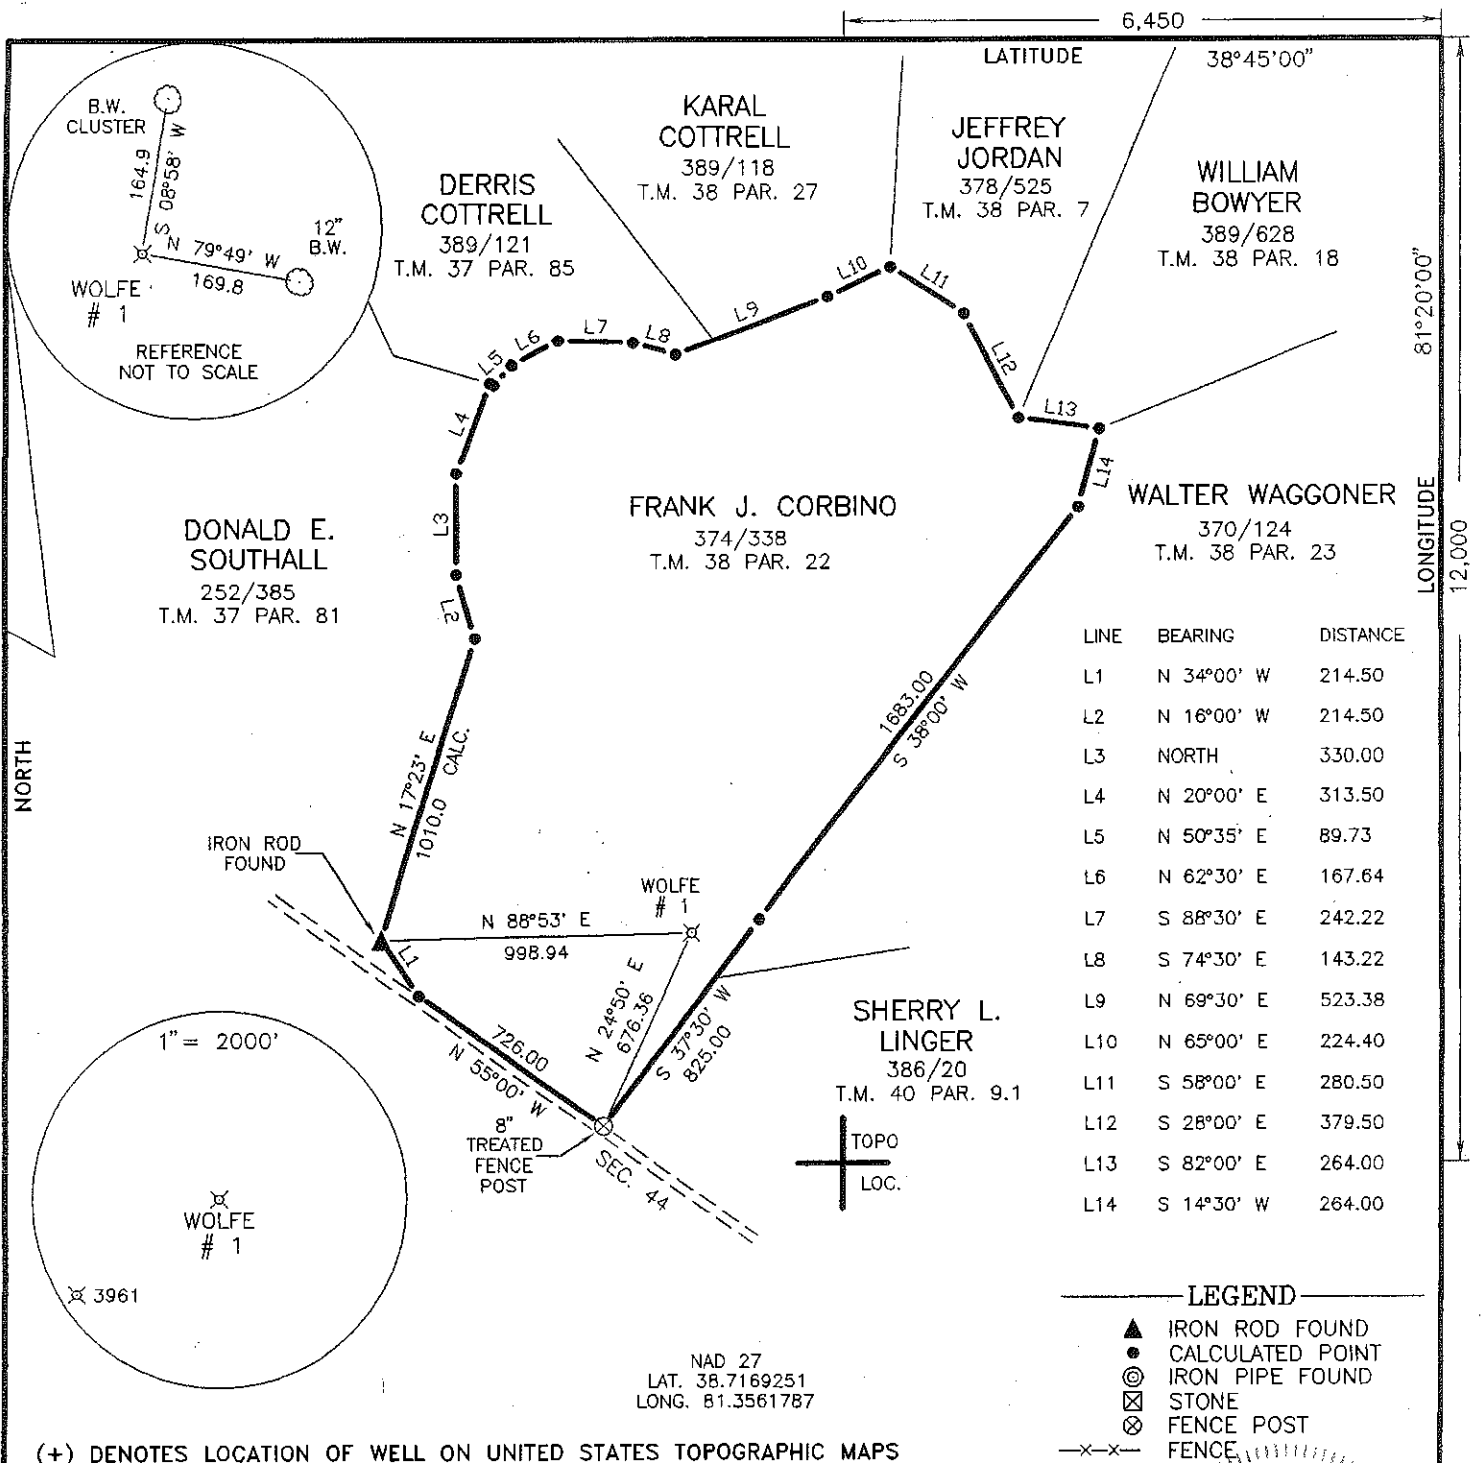 6,450
LATITUDE 38°45'00"
B.W.
CLUSTER
164.9
S 08°58' W
N 79°49' W
169.8
12"
B.W.
WOLFE
# 1
REFERENCE
NOT TO SCALE
DERRIS
COTTRELL
389/121
T.M. 37 PAR. 85
KARAL
COTTRELL
389/118
T.M. 38 PAR. 27
JEFFREY
JORDAN
378/525
T.M. 38 PAR. 7
WILLIAM
BOWYER
389/628
T.M. 38 PAR. 18
81°20'00"
LONGITUDE
12,000
L5
L6
L7
L8
L9
L10
L11
L12
L13
L14
L4
L3
L2
DONALD E.
SOUTHALL
252/385
T.M. 37 PAR. 81
FRANK J. CORBINO
374/338
T.M. 38 PAR. 22
WALTER WAGGONER
370/124
T.M. 38 PAR. 23
NORTH
N 17°23' E
1010.0 CALC.
1683.00
S 38°00' W
IRON ROD
FOUND
L1
N 88°53' E
998.94
WOLFE
# 1
N 24°50' E
676.36
S 37°30' W
825.00
726.00
N 55°00' W
8"
TREATED
FENCE
POST
SEC. 44
SHERRY L.
LINGER
386/20
T.M. 40 PAR. 9.1
TOPO
LOC.
LINE BEARING DISTANCE
L1 N 34°00' W 214.50
L2 N 16°00' W 214.50
L3 NORTH 330.00
L4 N 20°00' E 313.50
L5 N 50°35' E 89.73
L6 N 62°30' E 167.64
L7 S 88°30' E 242.22
L8 S 74°30' E 143.22
L9 N 69°30' E 523.38
L10 N 65°00' E 224.40
L11 S 58°00' E 280.50
L12 S 28°00' E 379.50
L13 S 82°00' E 264.00
L14 S 14°30' W 264.00
1"= 2000'
WOLFE
# 1
3961
NAD 27
LAT. 38.7169251
LONG. 81.3561787
LEGEND
IRON ROD FOUND
CALCULATED POINT
IRON PIPE FOUND
STONE
FENCE POST
FENCE
(+) DENOTES LOCATION OF WELL ON UNITED STATES TOPOGRAPHIC MAPS